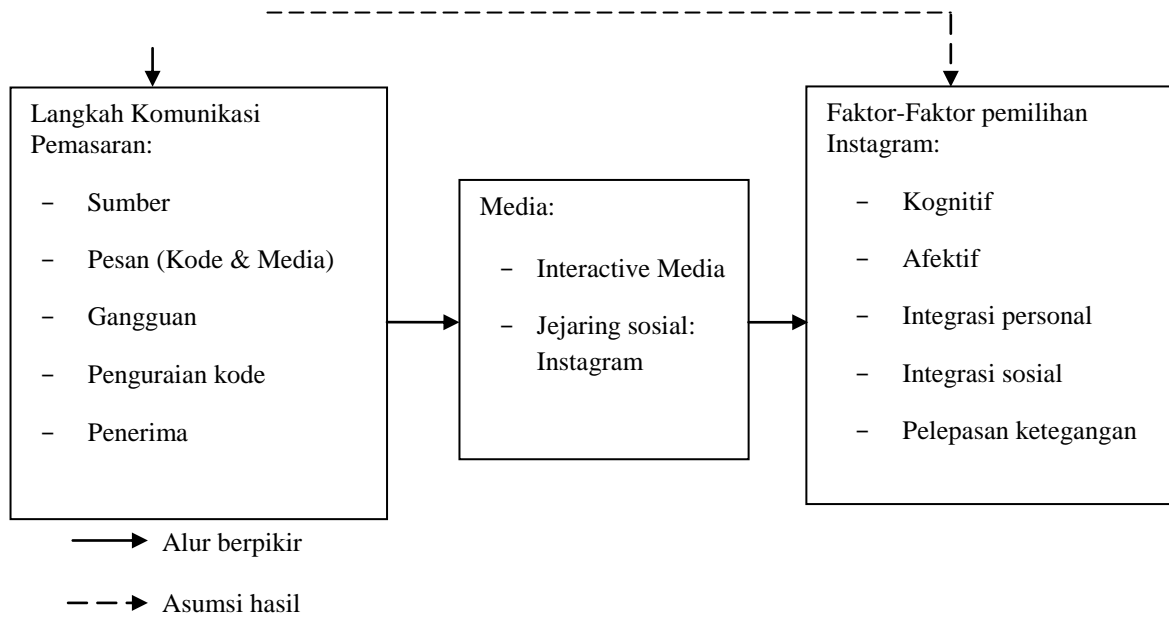 Langkah Komunikasi
Pemasaran:
- Sumber
- Pesan (Kode & Media)
- Gangguan
- Penguraian kode
- Penerima
Media:
- Interactive Media
- Jejaring sosial:
Instagram
Faktor-Faktor pemilihan
Instagram:
- Kognitif
- Afektif
- Integrasi personal
- Integrasi sosial
- Pelepasan ketegangan
Alur berpikir
Asumsi hasil